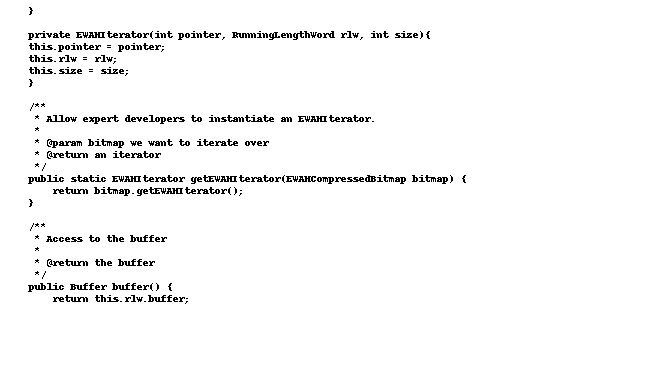 }

private EWAHIterator(int pointer, RunningLengthWord rlw, int size){
this.pointer = pointer;
this.rlw = rlw;
this.size = size;
}

/**
 * Allow expert developers to instantiate an EWAHIterator.
 *
 * @param bitmap we want to iterate over
 * @return an iterator
 */
public static EWAHIterator getEWAHIterator(EWAHCompressedBitmap bitmap) {
    return bitmap.getEWAHIterator();
}

/**
 * Access to the buffer
 *
 * @return the buffer
 */
public Buffer buffer() {
    return this.rlw.buffer;